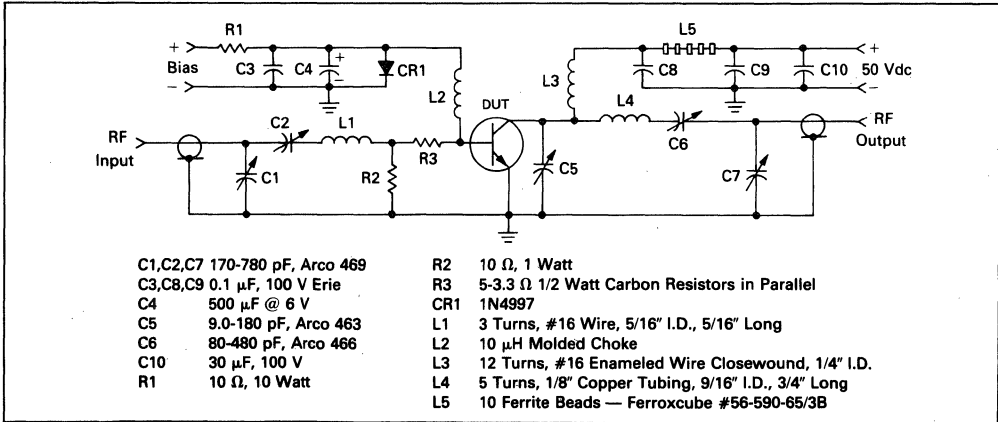 R1
L5
+
Bias
−
C3
C4
+
−
CR1
L2
L3
C8
C9
C10
+
50 Vdc
−
RF
Input
C2
L1
DUT
L4
RF
Output
C1
R3
R2
C5
C6
C7
C1,C2,C7 170-780 pF, Arco 469
C3,C8,C9 0.1 μF, 100 V Erie
C4 500 μF @ 6 V
C5 9.0-180 pF, Arco 463
C6 80-480 pF, Arco 466
C10 30 μF, 100 V
R1 10 Ω, 10 Watt
R2 10 Ω, 1 Watt
R3 5-3.3 Ω 1/2 Watt Carbon Resistors in Parallel
CR1 1N4997
L1 3 Turns, #16 Wire, 5/16" I.D., 5/16" Long
L2 10 μH Molded Choke
L3 12 Turns, #16 Enameled Wire Closewound, 1/4" I.D.
L4 5 Turns, 1/8" Copper Tubing, 9/16" I.D., 3/4" Long
L5 10 Ferrite Beads — Ferroxcube #56-590-65/3B